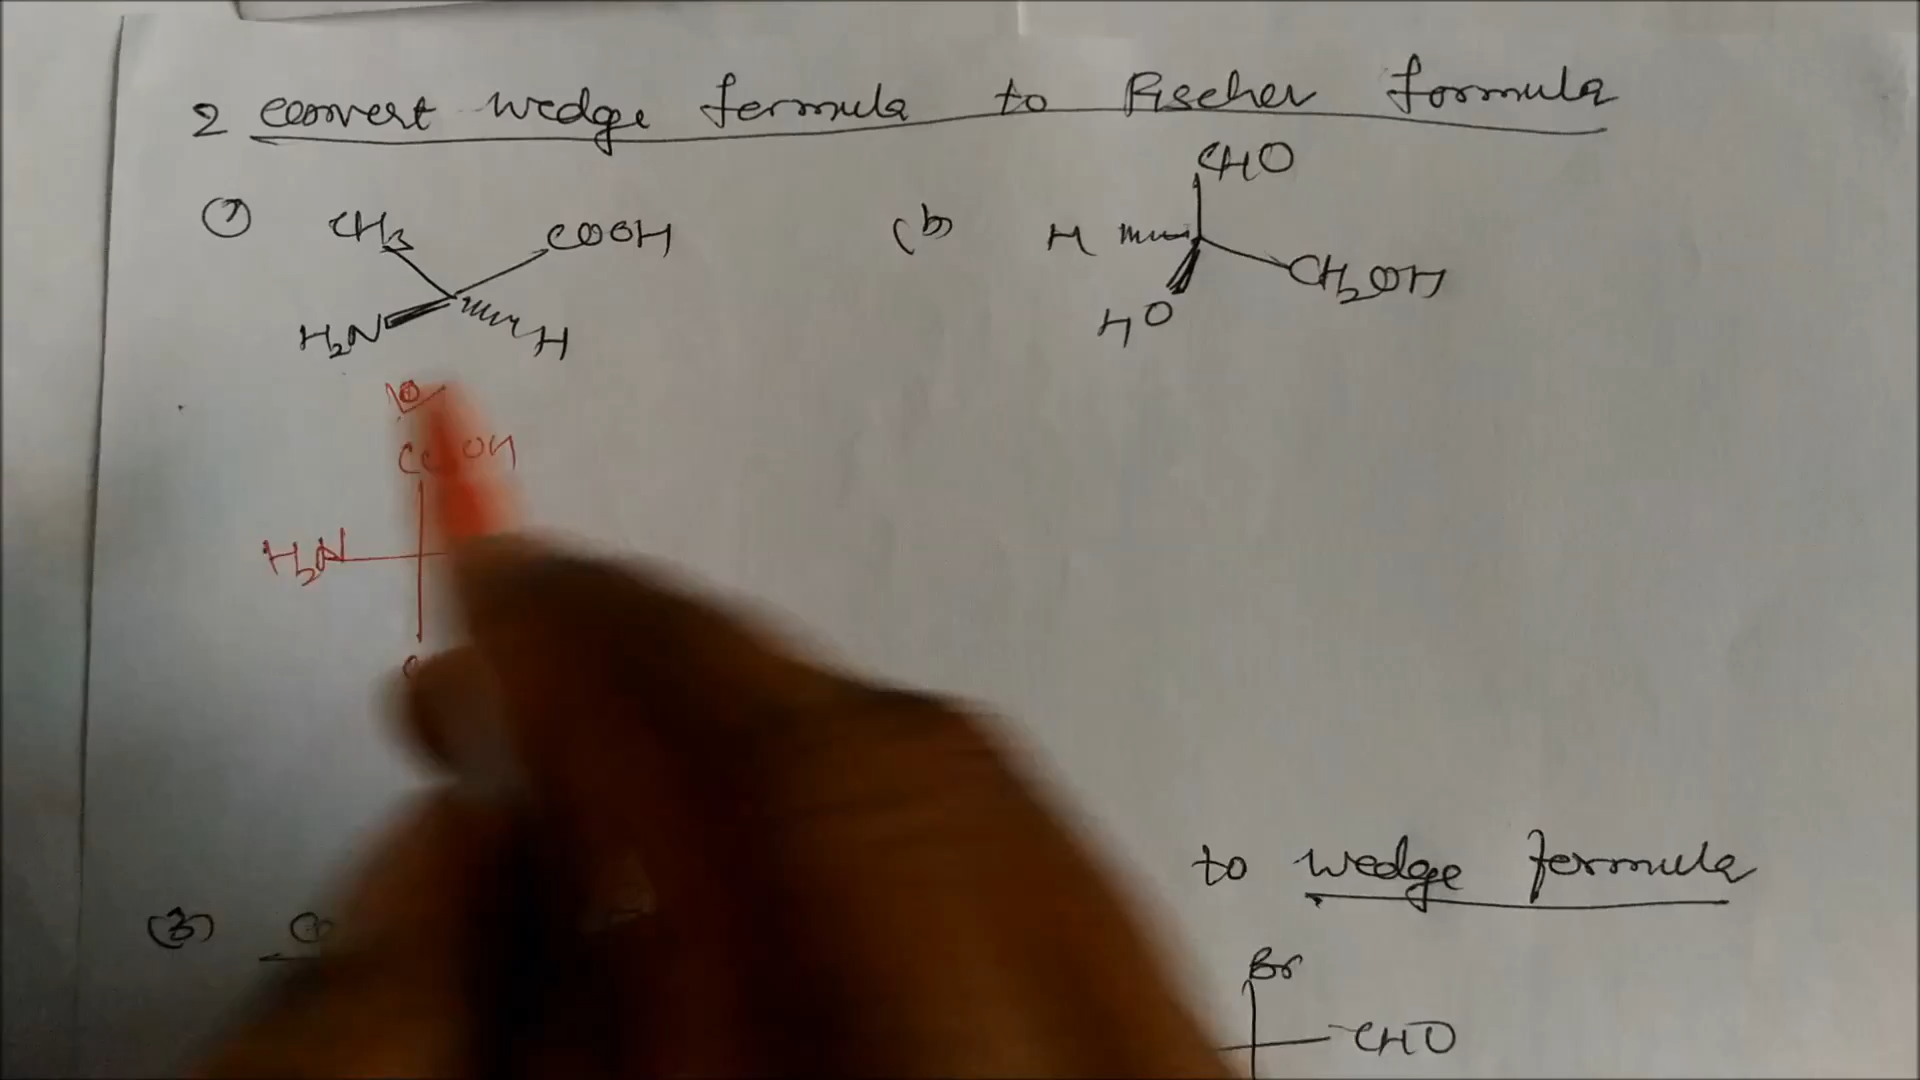 2 convert wedge formula to Fischer formula
CHO
① CH3 COOH (b) H
CH2OH
H2N H HO
⊕
H2N
to wedge formula
(3)
Br
CHO